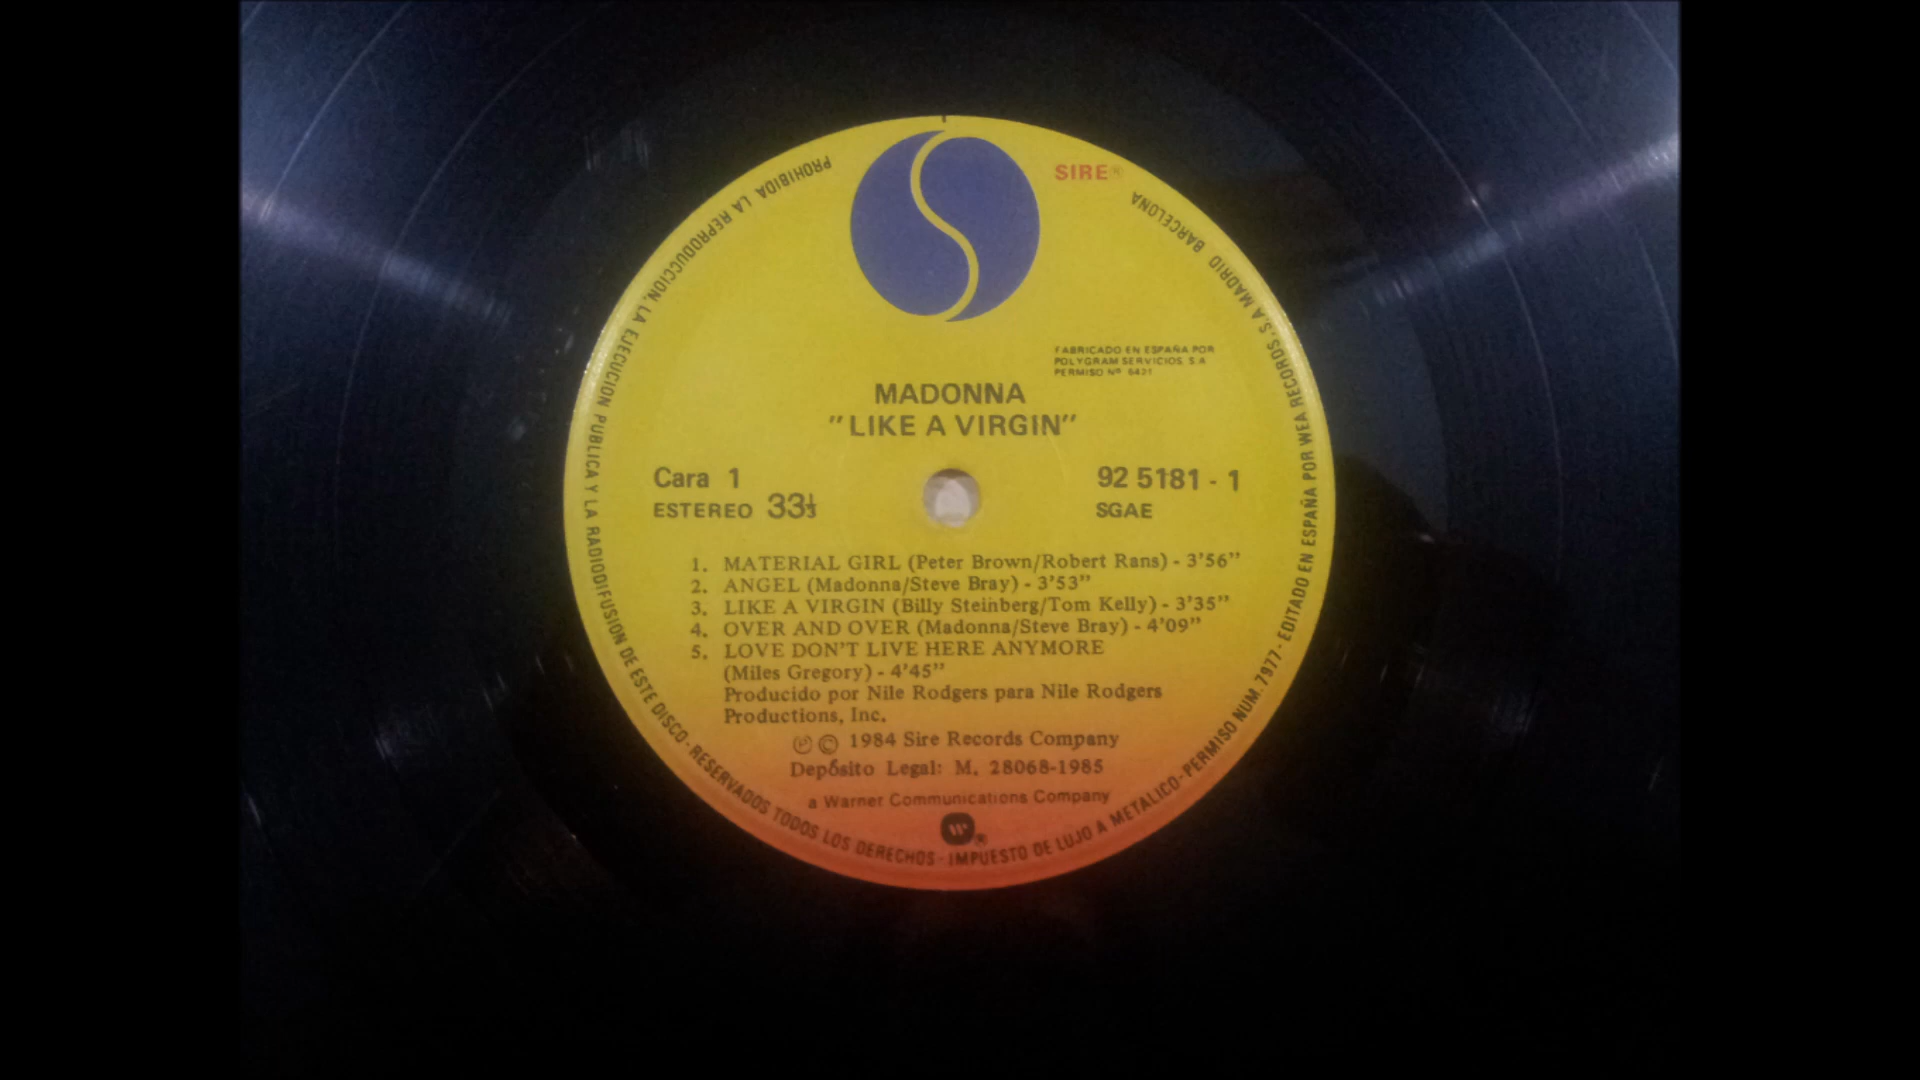 SIRE®
PROHIBIDA LA REPRODUCCION, LA EJECUCION PUBLICA Y LA RADIODIFUSION DE ESTE DISCO - RESERVADOS TODOS LOS DERECHOS - IMPUESTO DE LUJO A METALICO - PERMISO NUM. 7977 - EDITADO EN ESPAÑA POR WEA RECORDS, S.A MADRID BARCELONA
FABRICADO EN ESPAÑA POR
POLYGRAM SERVICIOS, S A
PERMISO Nº 6421
MADONNA
"LIKE A VIRGIN"
Cara 1
92 5181 - 1
ESTEREO 33⅓
SGAE
1. MATERIAL GIRL (Peter Brown/Robert Rans) - 3'56"
2. ANGEL (Madonna/Steve Bray) - 3'53"
3. LIKE A VIRGIN (Billy Steinberg/Tom Kelly) - 3'35"
4. OVER AND OVER (Madonna/Steve Bray) - 4'09"
5. LOVE DON'T LIVE HERE ANYMORE
(Miles Gregory) - 4'45"
Producido por Nile Rodgers para Nile Rodgers
Productions, Inc.
℗ © 1984 Sire Records Company
Depósito Legal: M. 28068-1985
a Warner Communications Company